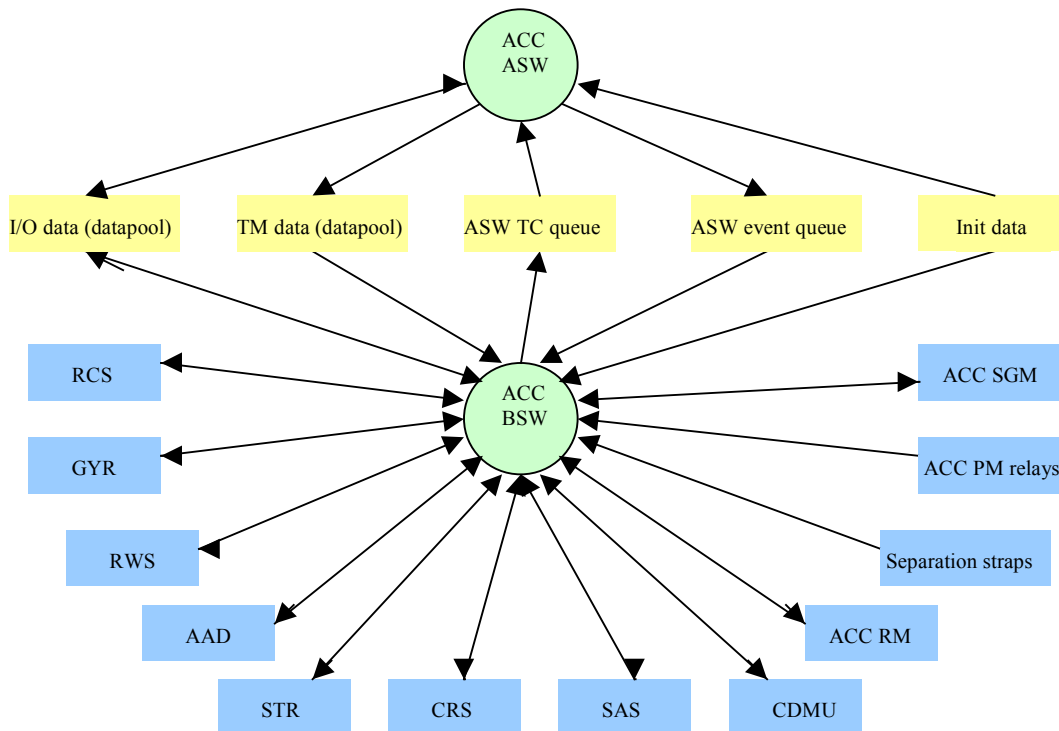 ACC
ASW
I/O data (datapool)
TM data (datapool)
ASW TC queue
ASW event queue
Init data
RCS
ACC
BSW
ACC SGM
GYR
ACC PM relays
RWS
Separation straps
AAD
ACC RM
STR
CRS
SAS
CDMU